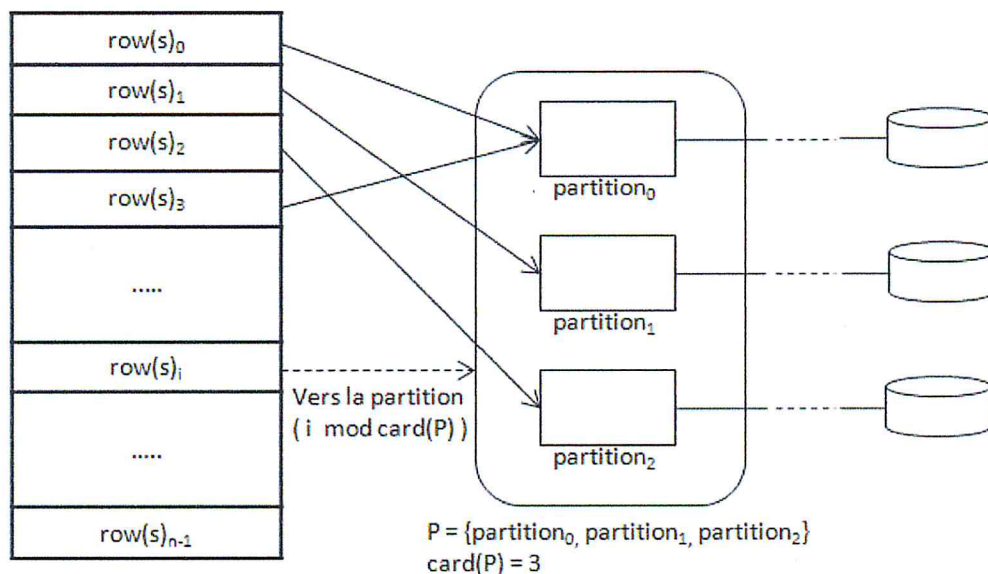 row(s)₀
row(s)₁
row(s)₂
row(s)₃
.....
row(s)ᵢ
.....
row(s)ₙ₋₁
Vers la partition
( i mod card(P) )
partition₀
partition₁
partition₂
P = {partition₀, partition₁, partition₂}
card(P) = 3